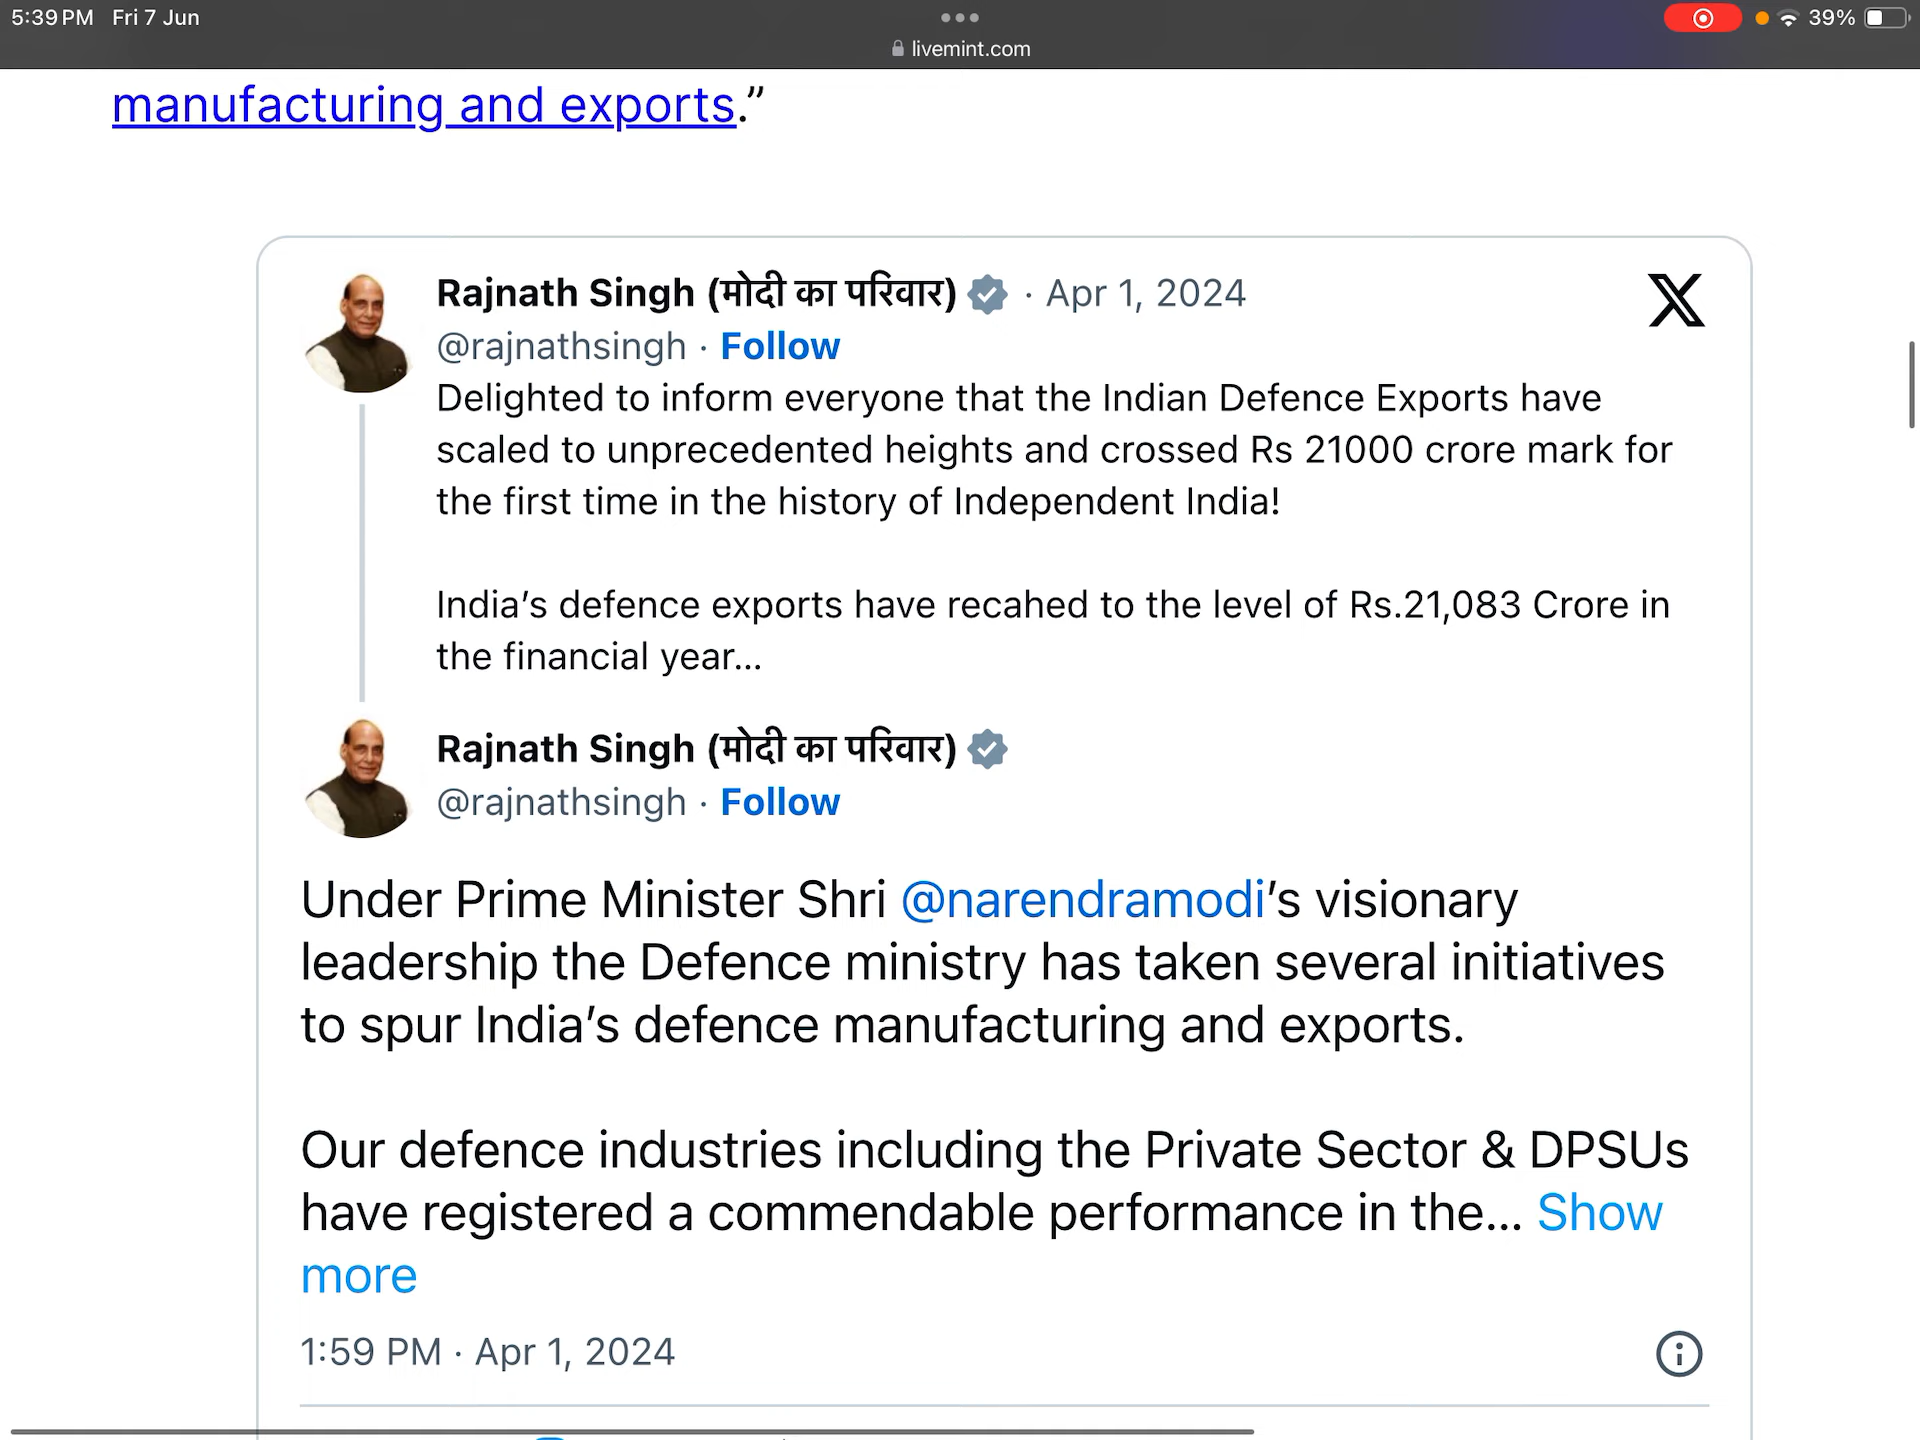 5:39 PM Fri 7 Jun
39%
livemint.com
manufacturing and exports.”
Rajnath Singh (मोदी का परिवार) · Apr 1, 2024
@rajnathsingh · Follow
Delighted to inform everyone that the Indian Defence Exports have
scaled to unprecedented heights and crossed Rs 21000 crore mark for
the first time in the history of Independent India!
India’s defence exports have recahed to the level of Rs.21,083 Crore in
the financial year...
Rajnath Singh (मोदी का परिवार)
@rajnathsingh · Follow
Under Prime Minister Shri @narendramodi’s visionary
leadership the Defence ministry has taken several initiatives
to spur India’s defence manufacturing and exports.
Our defence industries including the Private Sector & DPSUs
have registered a commendable performance in the... Show
more
1:59 PM · Apr 1, 2024